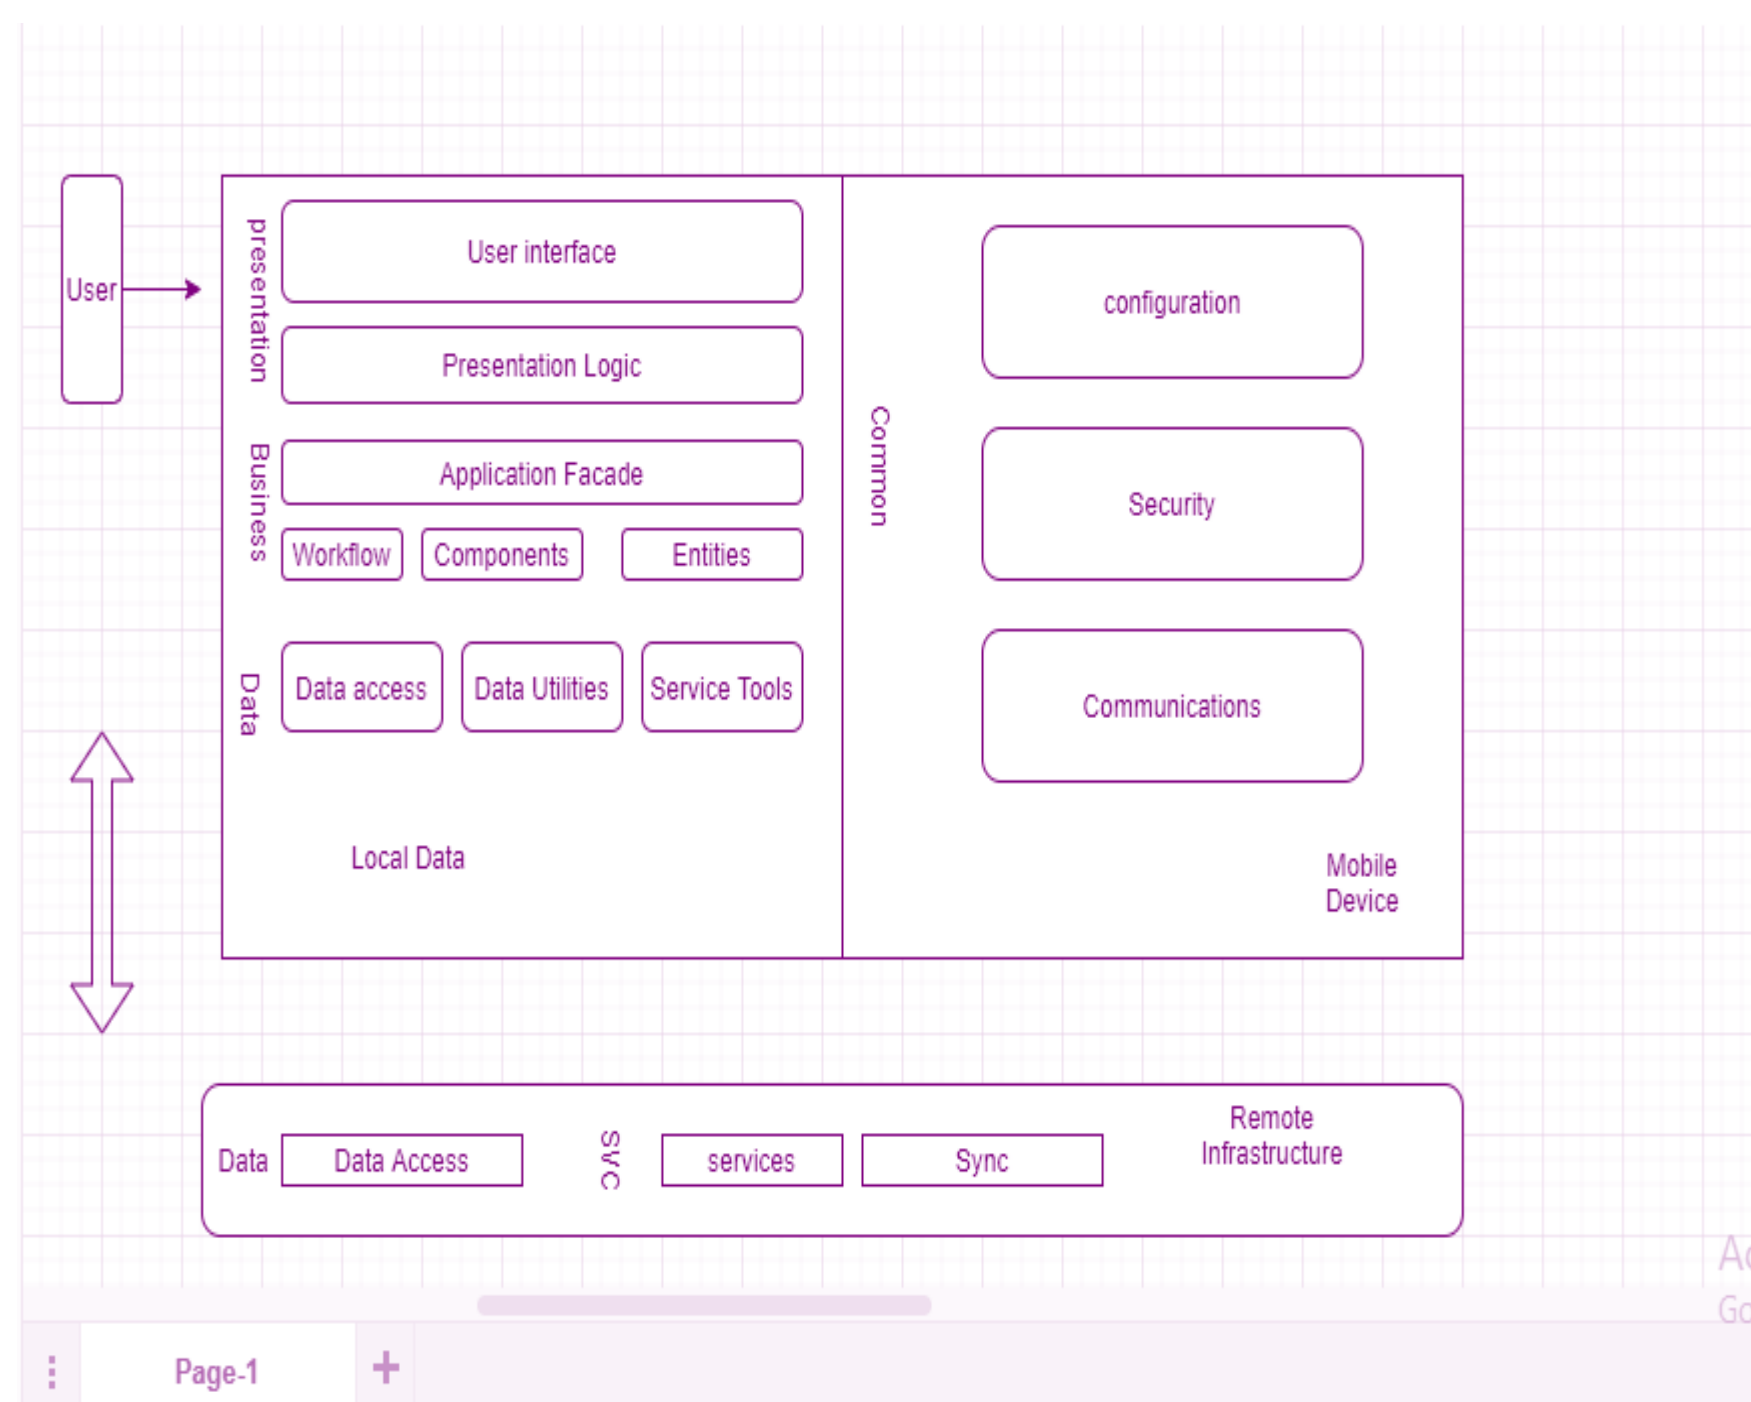 User
presentation
User interface
Presentation Logic
Business
Application Facade
Workflow
Components
Entities
Data
Data access
Data Utilities
Service Tools
Local Data
Common
configuration
Security
Communications
Mobile
Device
Data
Data Access
SVC
services
Sync
Remote
Infrastructure
Page-1